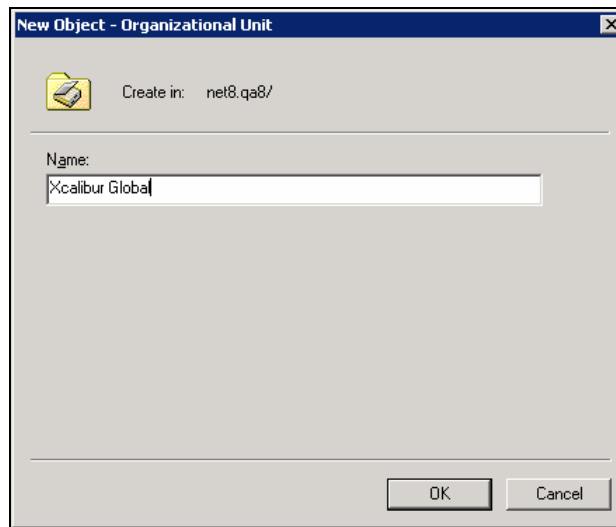 New Object - Organizational Unit
Create in: net8.qa8/
Name:
Xcalibur Global
OK Cancel